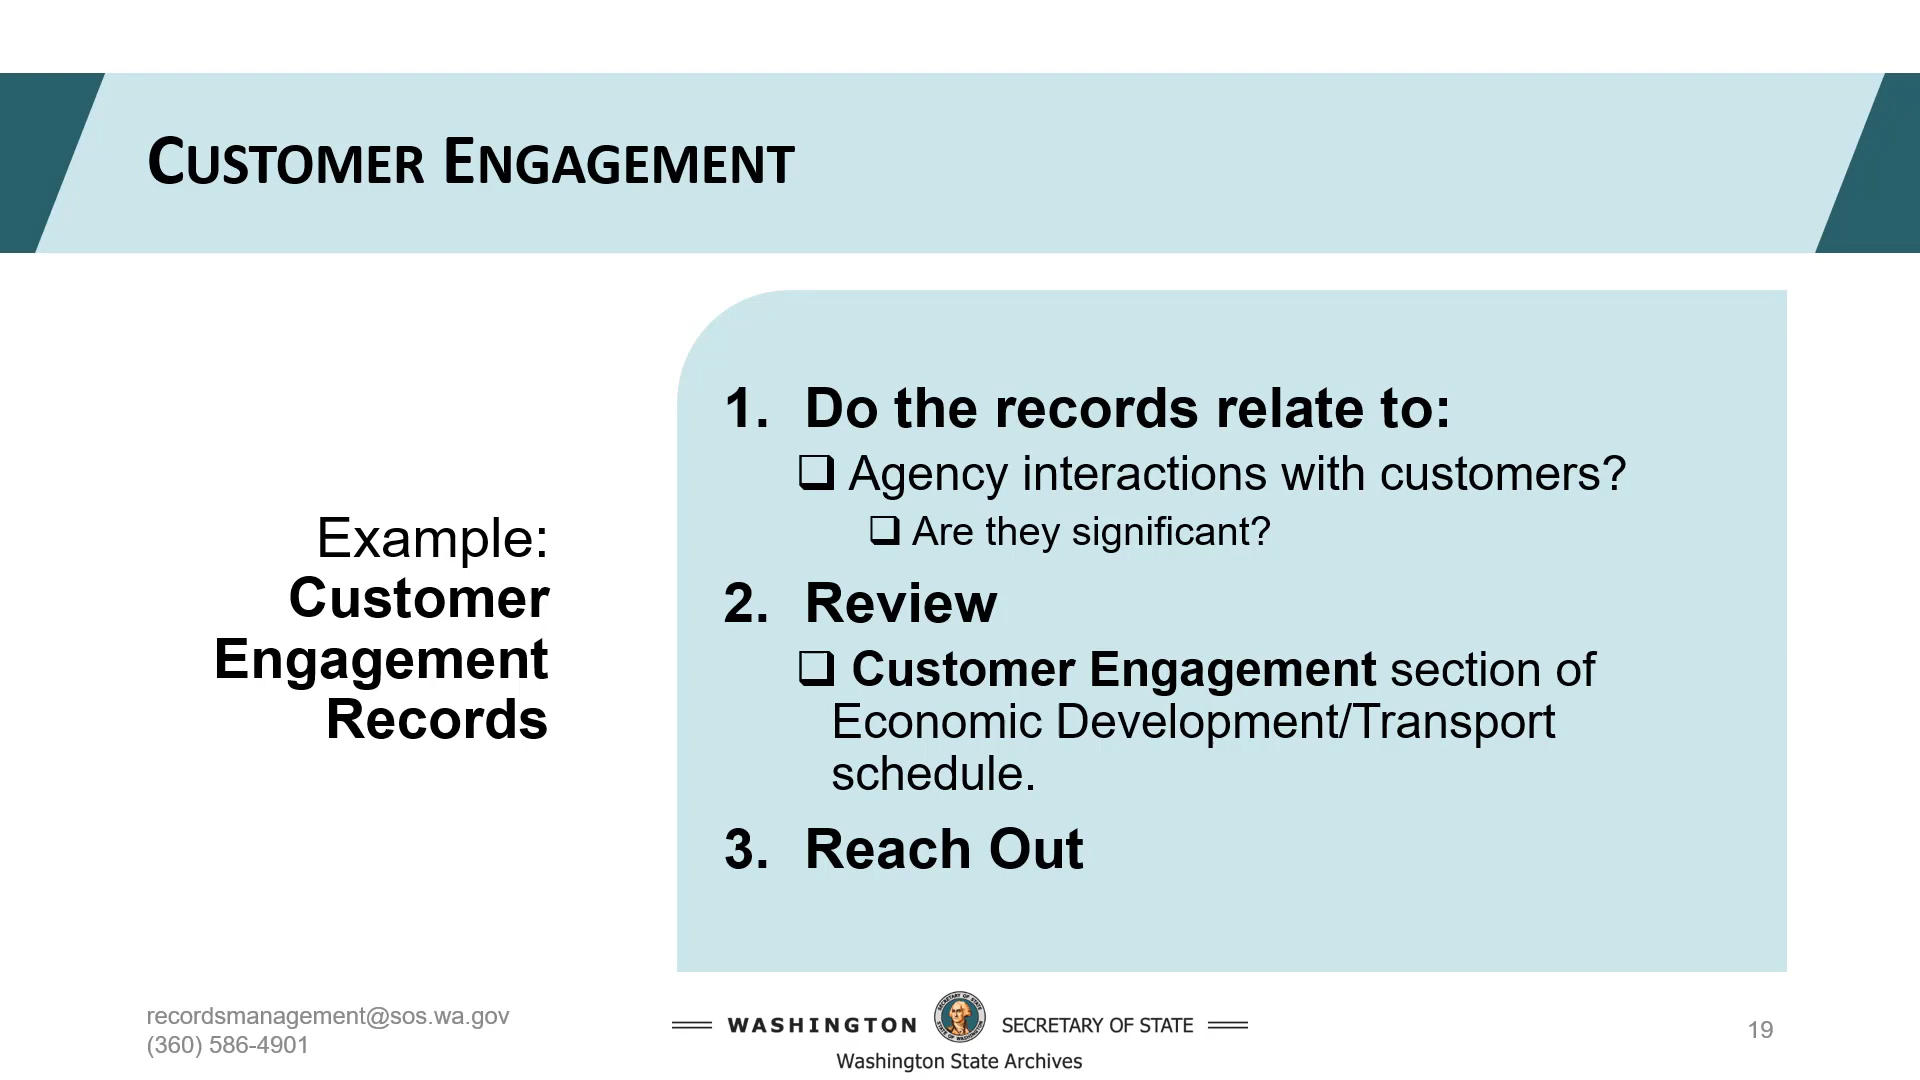 CUSTOMER ENGAGEMENT
Example:
Customer
Engagement
Records
1. Do the records relate to:
❑ Agency interactions with customers?
❑ Are they significant?
2. Review
❑ Customer Engagement section of
Economic Development/Transport
schedule.
3. Reach Out
recordsmanagement@sos.wa.gov
(360) 586-4901
WASHINGTON SECRETARY OF STATE
Washington State Archives
19